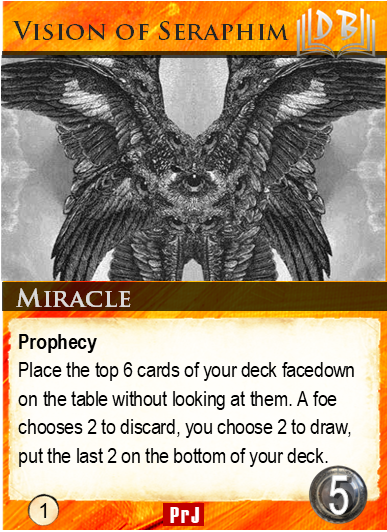 Vision of Seraphim
DB
Miracle
Prophecy
Place the top 6 cards of your deck facedown
on the table without looking at them. A foe
chooses 2 to discard, you choose 2 to draw,
put the last 2 on the bottom of your deck.
1
PrJ
5